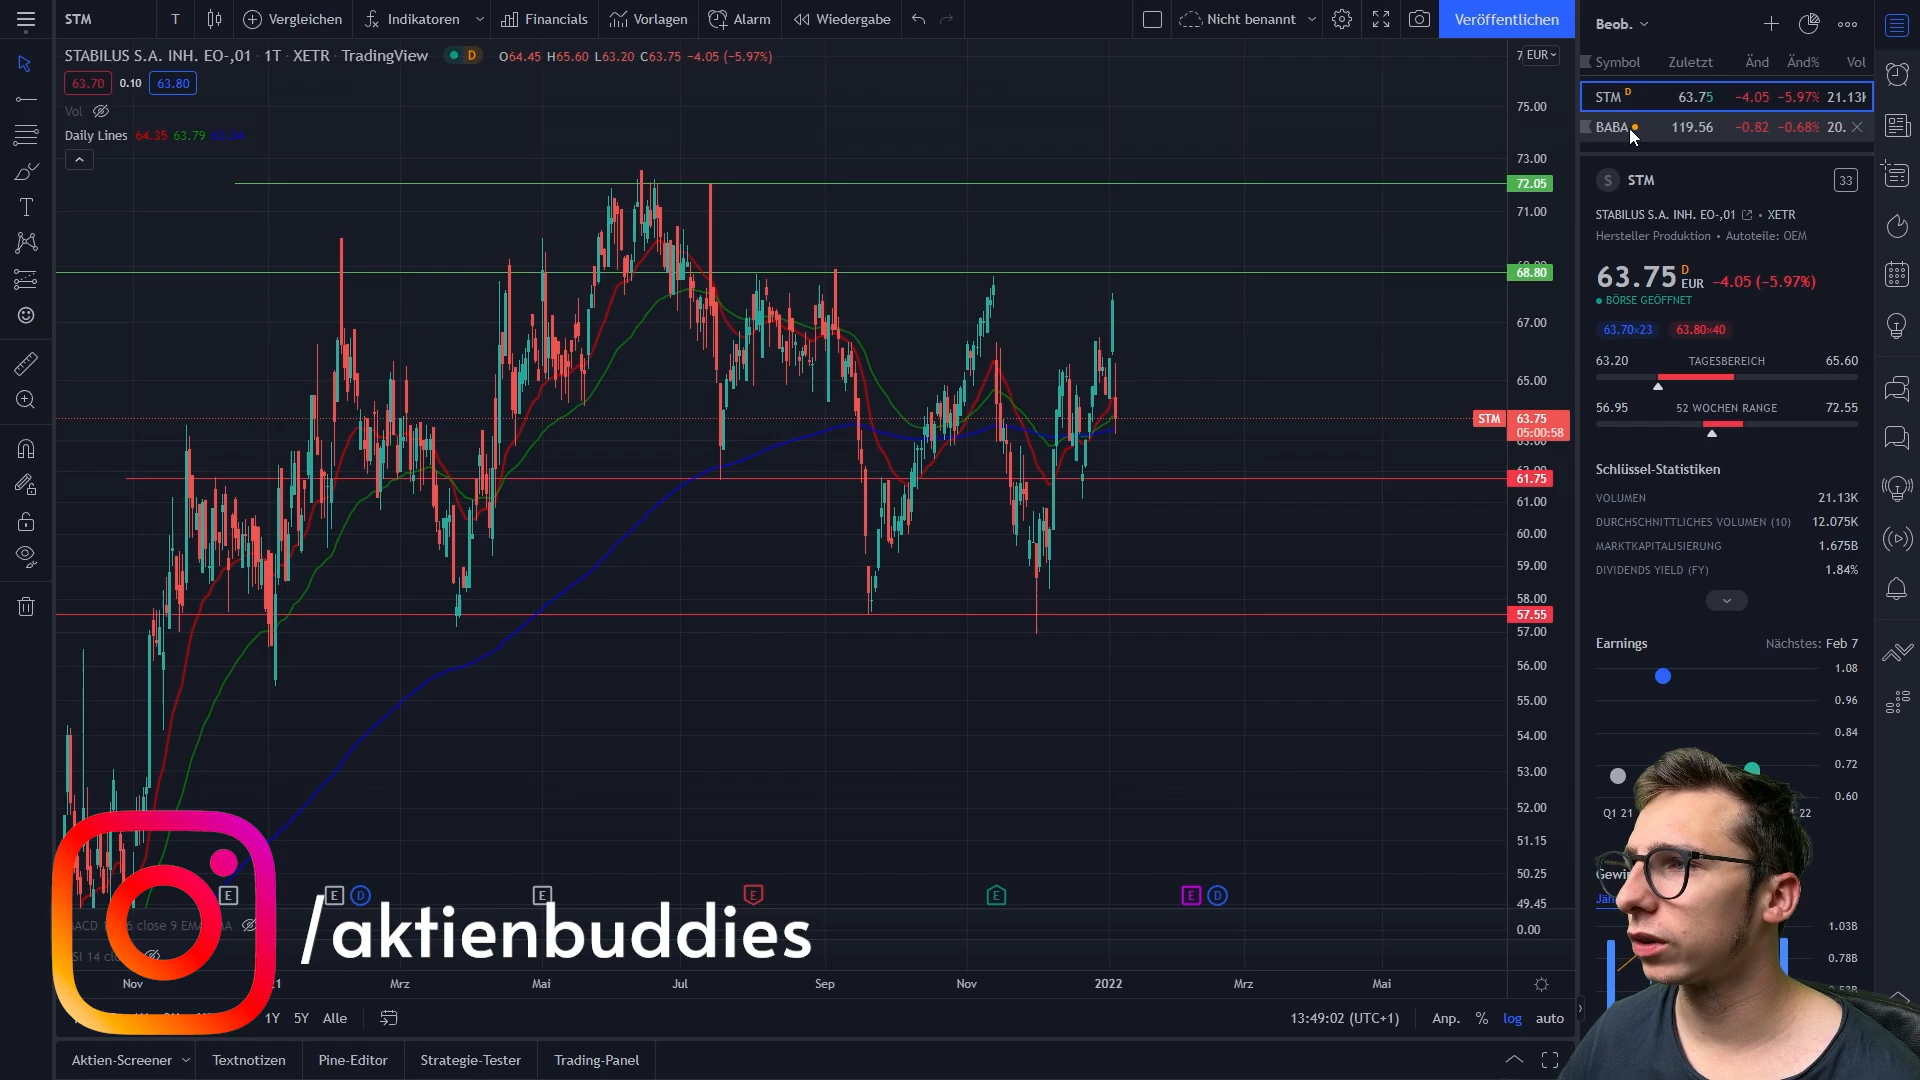 STM
T
Vergleichen
Indikatoren
Financials
Vorlagen
Alarm
Wiedergabe
Nicht benannt
Veröffentlichen
STABILUS S.A. INH. EO-,01 · 1T · XETR · TradingView
D
O64.45 H65.60 L63.20 C63.75 −4.05 (−5.97%)
63.70
0.10
63.80
Vol
Daily Lines 64.35 63.79
EUR
75.00
73.00
72.05
71.00
68.80
67.00
65.00
STM
63.75
05:00:58
61.75
61.00
60.00
59.00
58.00
57.55
57.00
56.00
55.00
54.00
53.00
52.00
51.15
50.25
49.45
0.00
E
E
D
E
E
E
E
D
/aktienbuddies
Nov
Mrz
Mai
Jul
Sep
Nov
2022
Mrz
Mai
1Y
5Y
Alle
13:49:02 (UTC+1)
Anp.
%
log
auto
Aktien-Screener
Textnotizen
Pine-Editor
Strategie-Tester
Trading-Panel
Beob.
Symbol Zuletzt Änd Änd% Vol
STM D 63.75 −4.05 −5.97% 21.13K
BABA 119.56 −0.82 −0.68% 20.
S
STM
33
STABILUS S.A. INH. EO-,01 • XETR
Hersteller Produktion • Autoteile: OEM
63.75 D EUR −4.05 (−5.97%)
BÖRSE GEÖFFNET
63.70×23
63.80×40
63.20 TAGESBEREICH 65.60
56.95 52 WOCHEN RANGE 72.55
Schlüssel-Statistiken
VOLUMEN 21.13K
DURCHSCHNITTLICHES VOLUMEN (10) 12.075K
MARKTKAPITALISIERUNG 1.675B
DIVIDENDS YIELD (FY) 1.84%
Earnings Nächstes: Feb 7
1.08
0.96
0.84
0.72
0.60
Q1 21
22
1.03B
0.78B